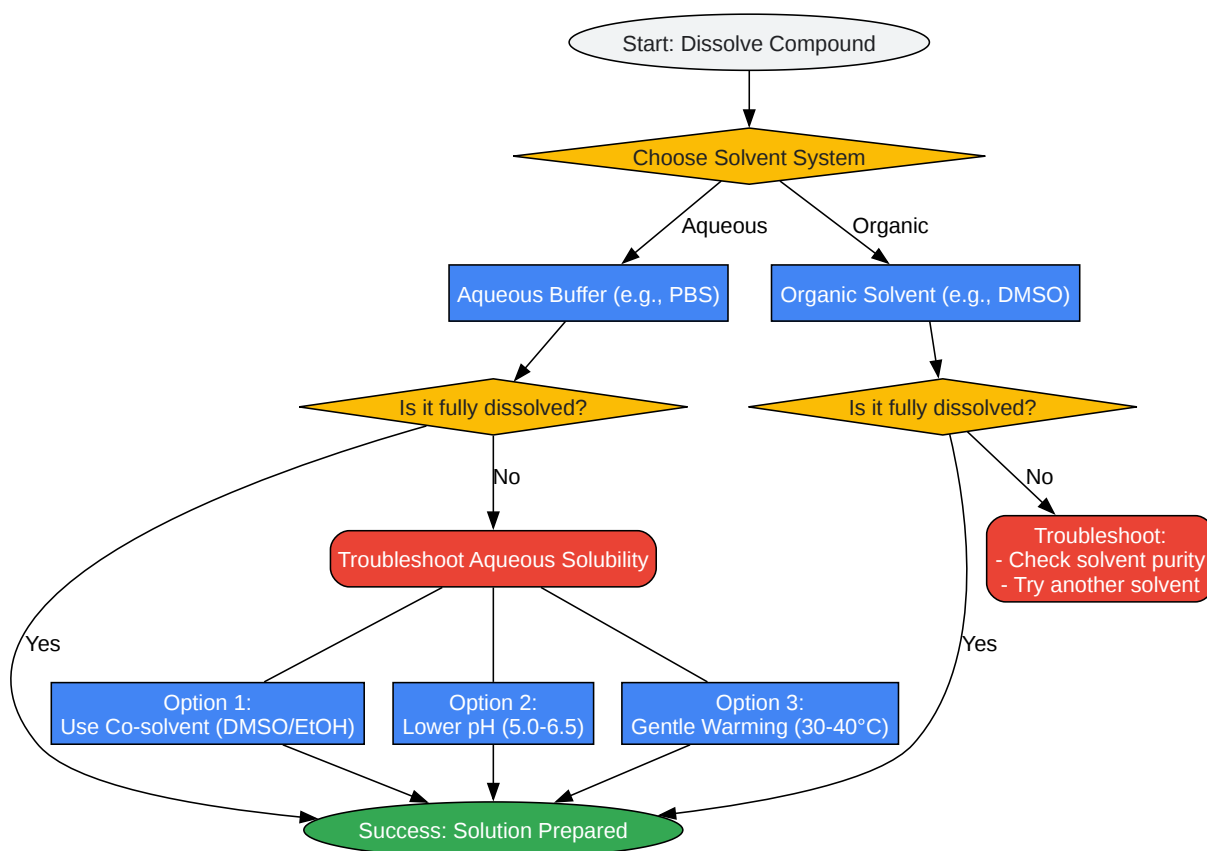 Start: Dissolve Compound
Choose Solvent System
Aqueous
Organic
Aqueous Buffer (e.g., PBS)
Organic Solvent (e.g., DMSO)
Is it fully dissolved?
Is it fully dissolved?
No
No
Troubleshoot Aqueous Solubility
Troubleshoot:
- Check solvent purity
- Try another solvent
Yes
Yes
Option 1:
Use Co-solvent (DMSO/EtOH)
Option 2:
Lower pH (5.0-6.5)
Option 3:
Gentle Warming (30-40°C)
Success: Solution Prepared